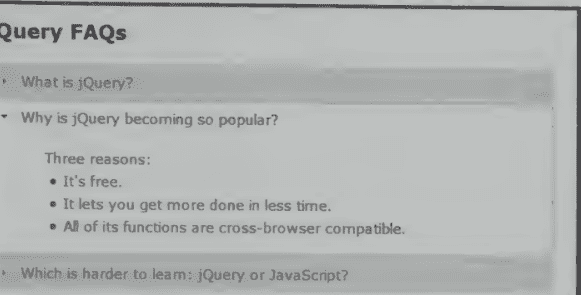 Query FAQs
What is jQuery?
Why is jQuery becoming so popular?
Three reasons:
• It's free.
• It lets you get more done in less time.
• All of its functions are cross-browser compatible.
Which is harder to learn: jQuery or JavaScript?